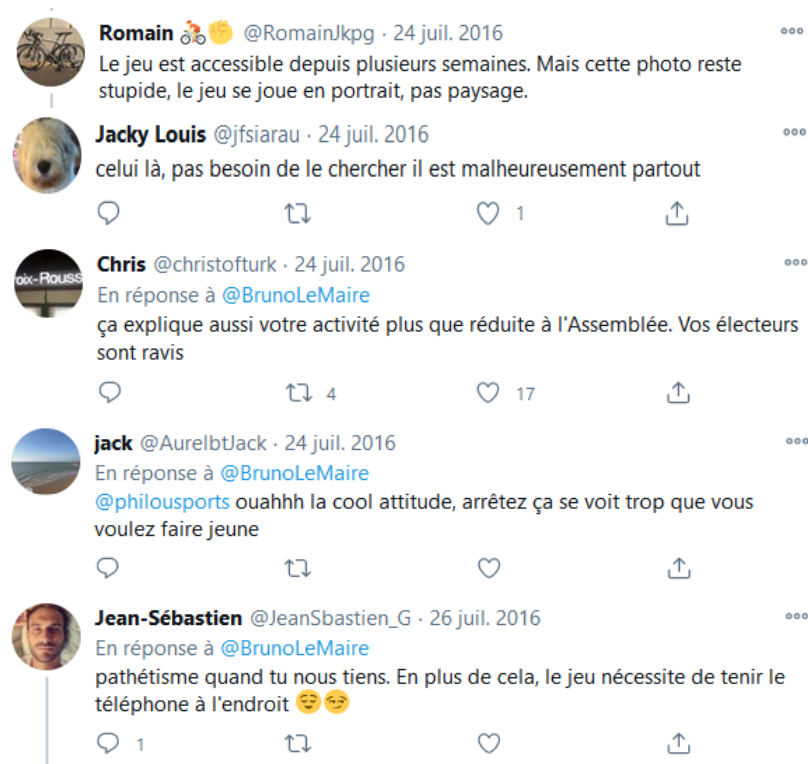 Romain 🚴✊ @RomainJkpg · 24 juil. 2016
Le jeu est accessible depuis plusieurs semaines. Mais cette photo reste
stupide, le jeu se joue en portrait, pas paysage.
Jacky Louis @jfsiarau · 24 juil. 2016
celui là, pas besoin de le chercher il est malheureusement partout
1
oix-Rouss
Chris @christofturk · 24 juil. 2016
En réponse à @BrunoLeMaire
ça explique aussi votre activité plus que réduite à l'Assemblée. Vos électeurs
sont ravis
4 17
jack @AurelbtJack · 24 juil. 2016
En réponse à @BrunoLeMaire
@philousports ouahhh la cool attitude, arrêtez ça se voit trop que vous
voulez faire jeune
Jean-Sébastien @JeanSbastien_G · 26 juil. 2016
En réponse à @BrunoLeMaire
pathétisme quand tu nous tiens. En plus de cela, le jeu nécessite de tenir le
téléphone à l'endroit 😌😏
1